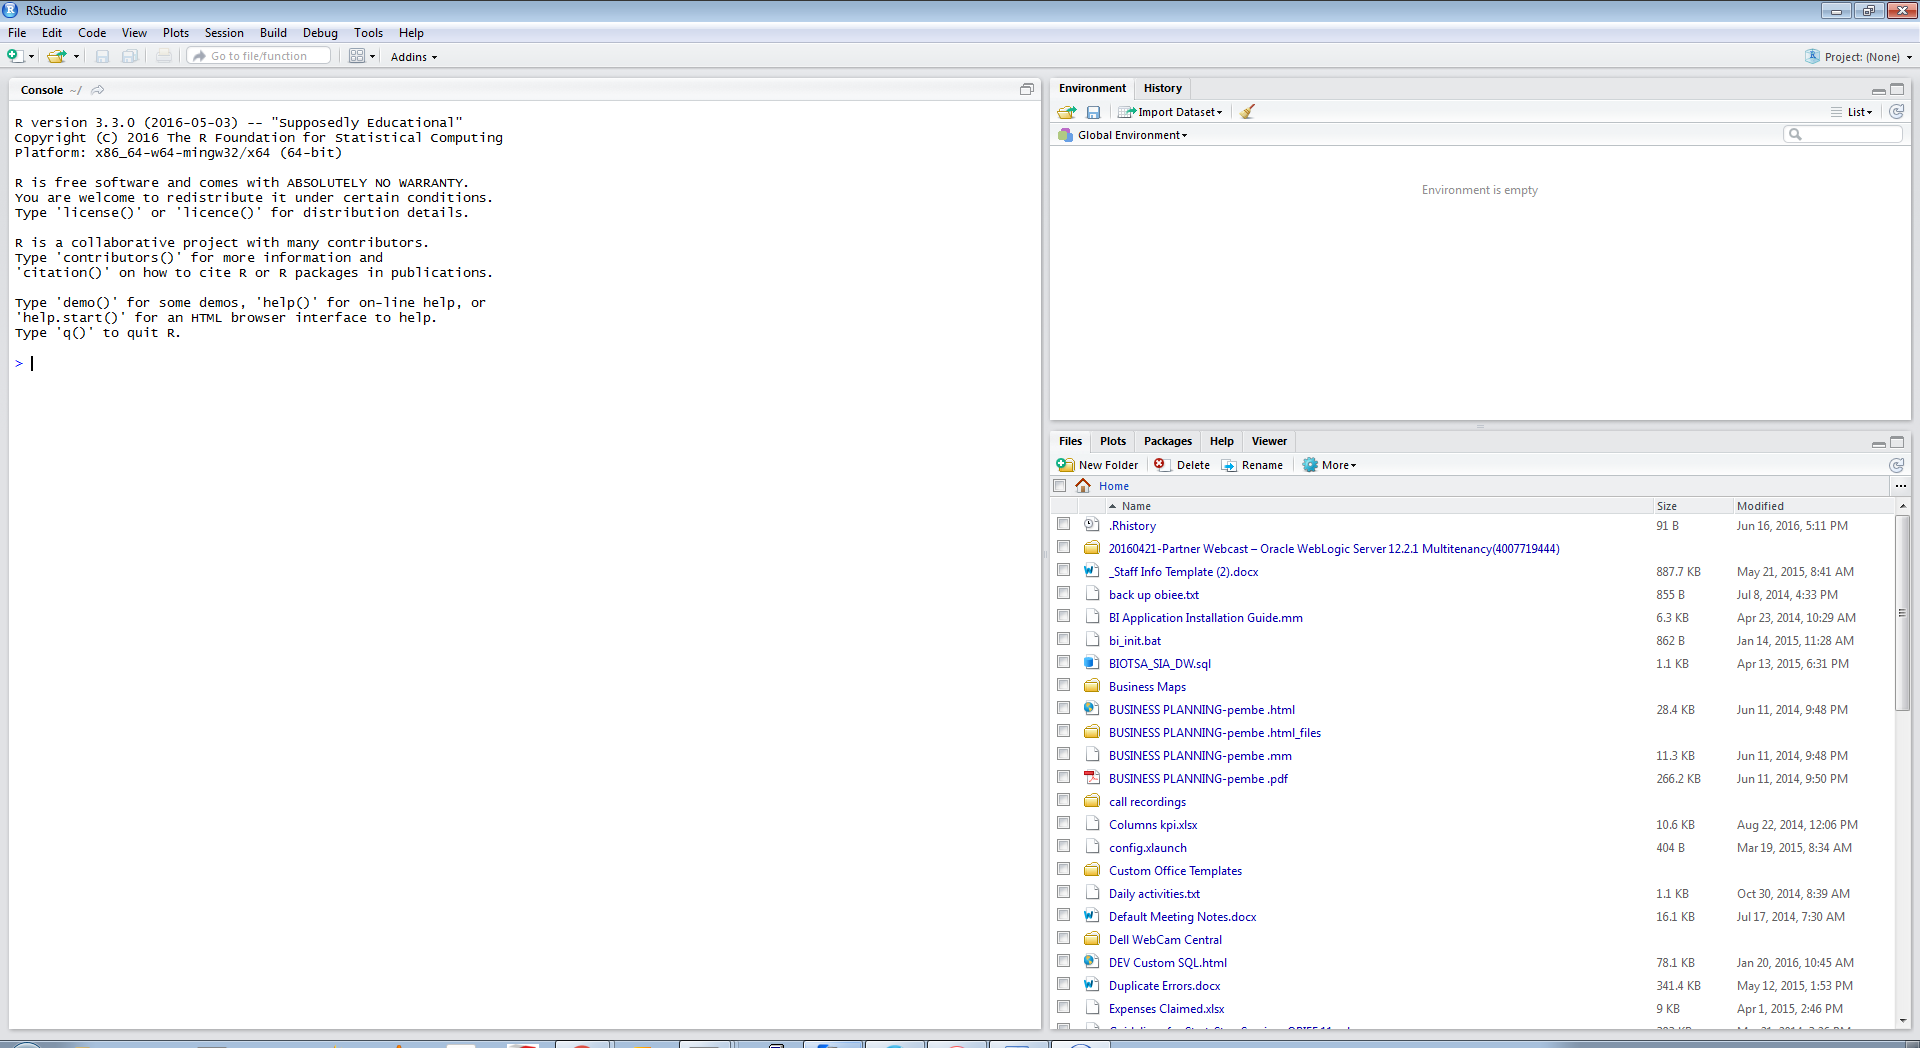 RStudio
File Edit Code View Plots Session Build Debug Tools Help
Go to file/function Addins Project: (None)
Console ~/
R version 3.3.0 (2016-05-03) -- "Supposedly Educational"
Copyright (C) 2016 The R Foundation for Statistical Computing
Platform: x86_64-w64-mingw32/x64 (64-bit)
R is free software and comes with ABSOLUTELY NO WARRANTY.
You are welcome to redistribute it under certain conditions.
Type 'license()' or 'licence()' for distribution details.
R is a collaborative project with many contributors.
Type 'contributors()' for more information and
'citation()' on how to cite R or R packages in publications.
Type 'demo()' for some demos, 'help()' for on-line help, or
'help.start()' for an HTML browser interface to help.
Type 'q()' to quit R.
>
Environment History
Import Dataset List
Global Environment
Environment is empty
Files Plots Packages Help Viewer
New Folder Delete Rename More
Home ...
Name Size Modified
.Rhistory 91 B Jun 16, 2016, 5:11 PM
20160421-Partner Webcast – Oracle WebLogic Server 12.2.1 Multitenancy(4007719444)
_Staff Info Template (2).docx 887.7 KB May 21, 2015, 8:41 AM
back up obiee.txt 855 B Jul 8, 2014, 4:33 PM
BI Application Installation Guide.mm 6.3 KB Apr 23, 2014, 10:29 AM
bi_init.bat 862 B Jan 14, 2015, 11:28 AM
BIOTSA_SIA_DW.sql 1.1 KB Apr 13, 2015, 6:31 PM
Business Maps
BUSINESS PLANNING-pembe .html 28.4 KB Jun 11, 2014, 9:48 PM
BUSINESS PLANNING-pembe .html_files
BUSINESS PLANNING-pembe .mm 11.3 KB Jun 11, 2014, 9:48 PM
BUSINESS PLANNING-pembe .pdf 266.2 KB Jun 11, 2014, 9:50 PM
call recordings
Columns kpi.xlsx 10.6 KB Aug 22, 2014, 12:06 PM
config.xlaunch 404 B Mar 19, 2015, 8:34 AM
Custom Office Templates
Daily activities.txt 1.1 KB Oct 30, 2014, 8:39 AM
Default Meeting Notes.docx 16.1 KB Jul 17, 2014, 7:30 AM
Dell WebCam Central
DEV Custom SQL.html 78.1 KB Jan 20, 2016, 10:45 AM
Duplicate Errors.docx 341.4 KB May 12, 2015, 1:53 PM
Expenses Claimed.xlsx 9 KB Apr 1, 2015, 2:46 PM